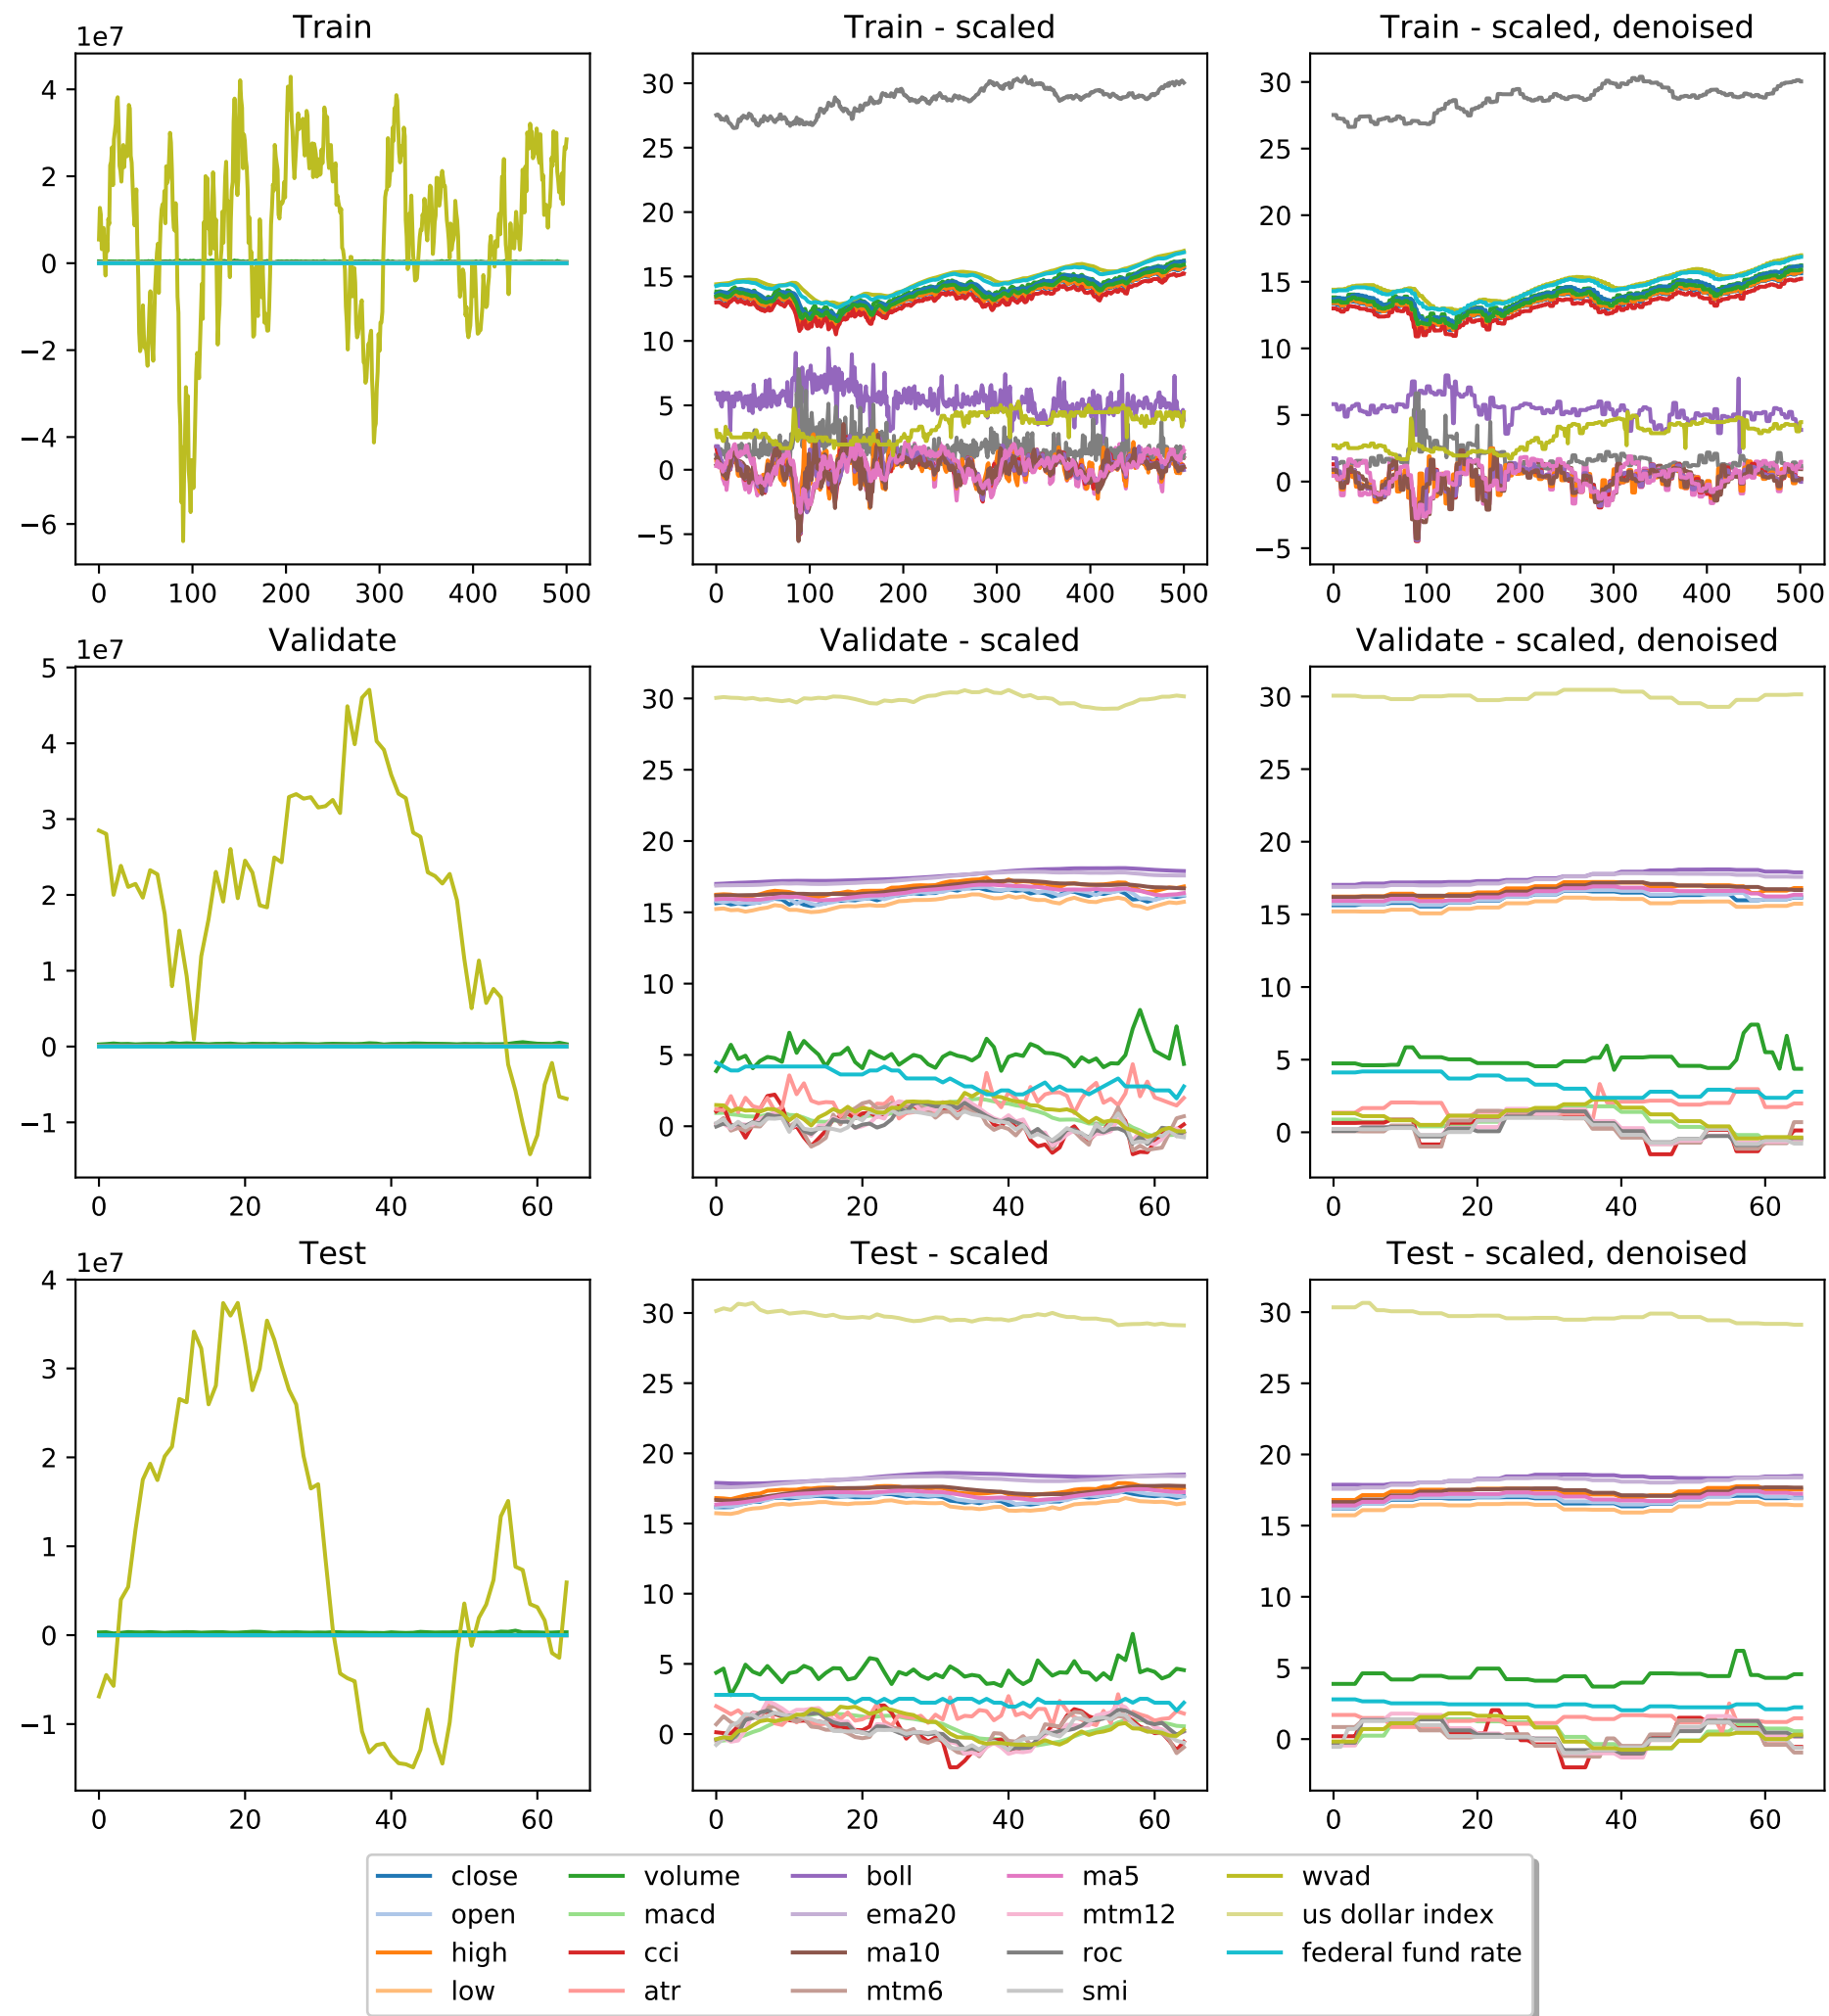 Train
Train - scaled
Train - scaled, denoised
1e7
4
2
0
−2
−4
−6
0 100 200 300 400 500
30
25
20
15
10
5
0
−5
0 100 200 300 400 500
30
25
20
15
10
5
0
−5
0 100 200 300 400 500
Validate
Validate - scaled
Validate - scaled, denoised
1e7
5
4
3
2
1
0
−1
0 20 40 60
30
25
20
15
10
5
0
0 20 40 60
30
25
20
15
10
5
0
0 20 40 60
Test
Test - scaled
Test - scaled, denoised
1e7
4
3
2
1
0
−1
0 20 40 60
30
25
20
15
10
5
0
0 20 40 60
30
25
20
15
10
5
0
0 20 40 60
close
open
high
low
volume
macd
cci
atr
boll
ema20
ma10
mtm6
ma5
mtm12
roc
smi
wvad
us dollar index
federal fund rate